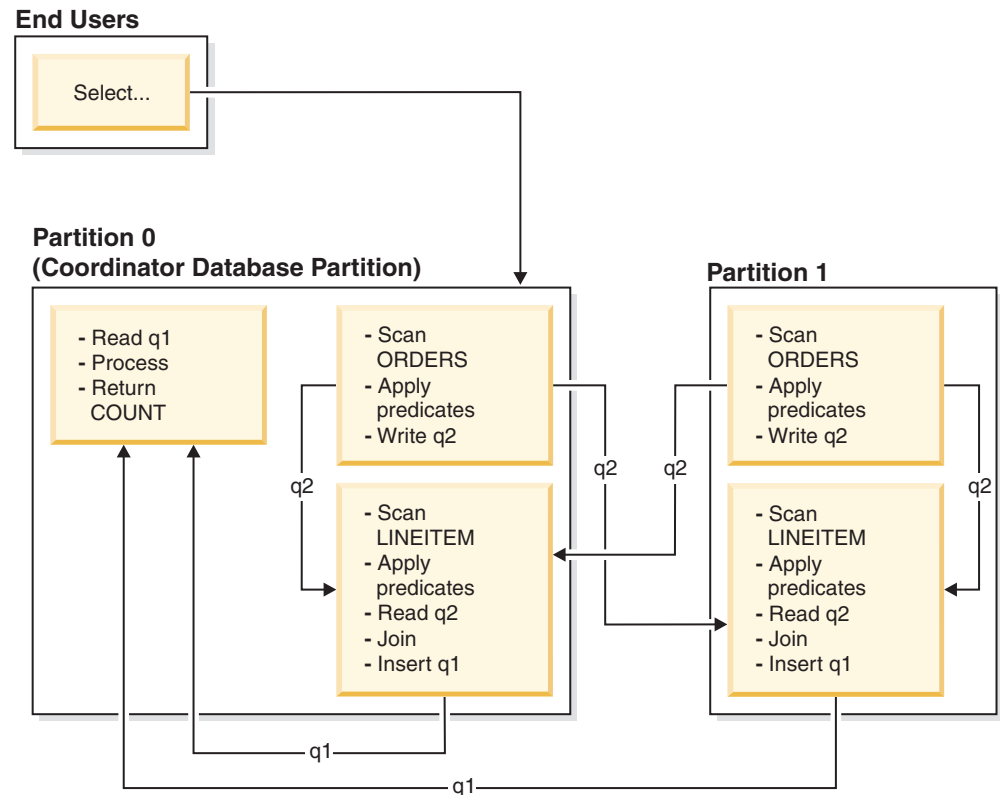 End Users
Select...
Partition 0
(Coordinator Database Partition)
- Read q1
- Process
- Return
COUNT
- Scan
ORDERS
- Apply
predicates
- Write q2
q2
- Scan
LINEITEM
- Apply
predicates
- Read q2
- Join
- Insert q1
q2
q2
Partition 1
- Scan
ORDERS
- Apply
predicates
- Write q2
q2
- Scan
LINEITEM
- Apply
predicates
- Read q2
- Join
- Insert q1
q1
q1